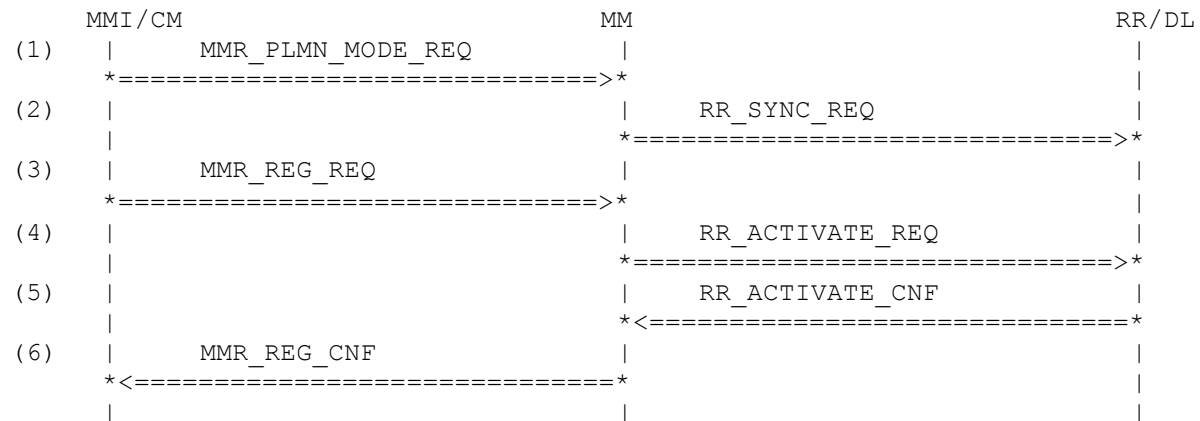 MMI/CM MM RR/DL
(1) | MMR_PLMN_MODE_REQ | |
*==============================>* |
(2) | | RR_SYNC_REQ |
| *==============================>*
(3) | MMR_REG_REQ | |
*==============================>* |
(4) | | RR_ACTIVATE_REQ |
| *==============================>*
(5) | | RR_ACTIVATE_CNF |
| *<==============================*
(6) | MMR_REG_CNF | |
*<==============================* |
| | |